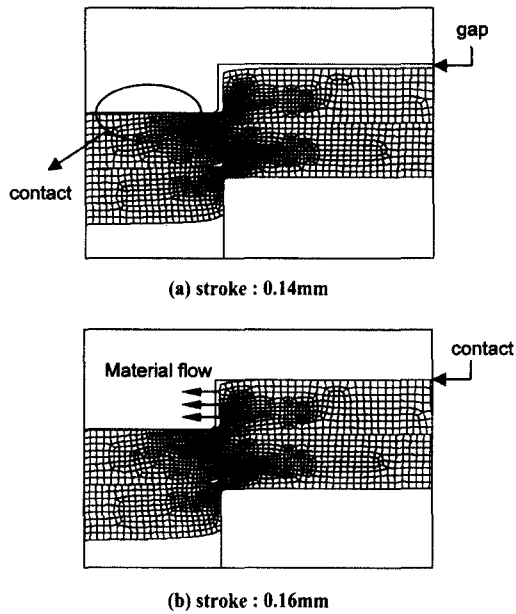 gap
contact
(a) stroke : 0.14mm
Material flow
contact
(b) stroke : 0.16mm